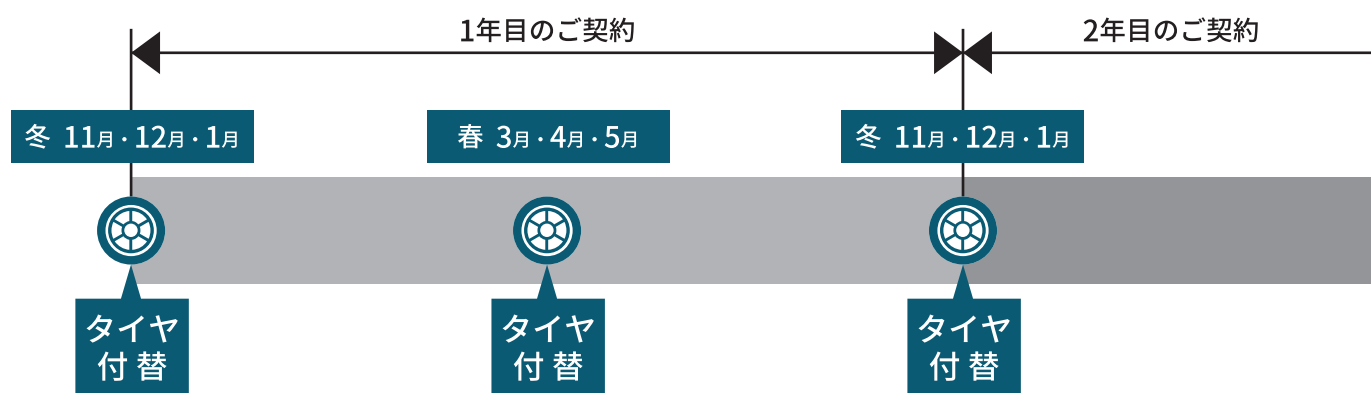 1年目のご契約
2年目のご契約
冬 11月・12月・1月
春 3月・4月・5月
冬 11月・12月・1月
タイヤ
付替
タイヤ
付替
タイヤ
付替